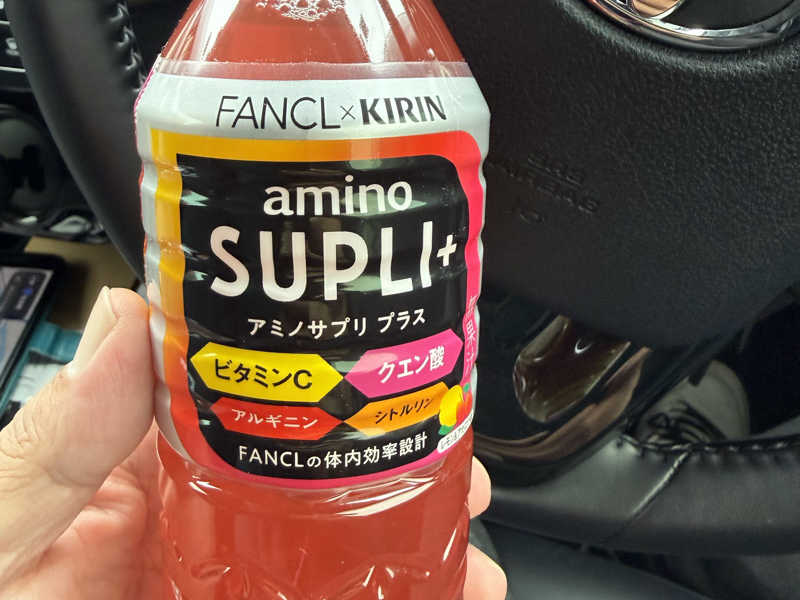 FANCL×KIRIN
amino
SUPLI+
アミノサプリ プラス
ビタミンC クエン酸
アルギニン シトルリン
FANCLの体内効率設計
SRS
AIRBAG